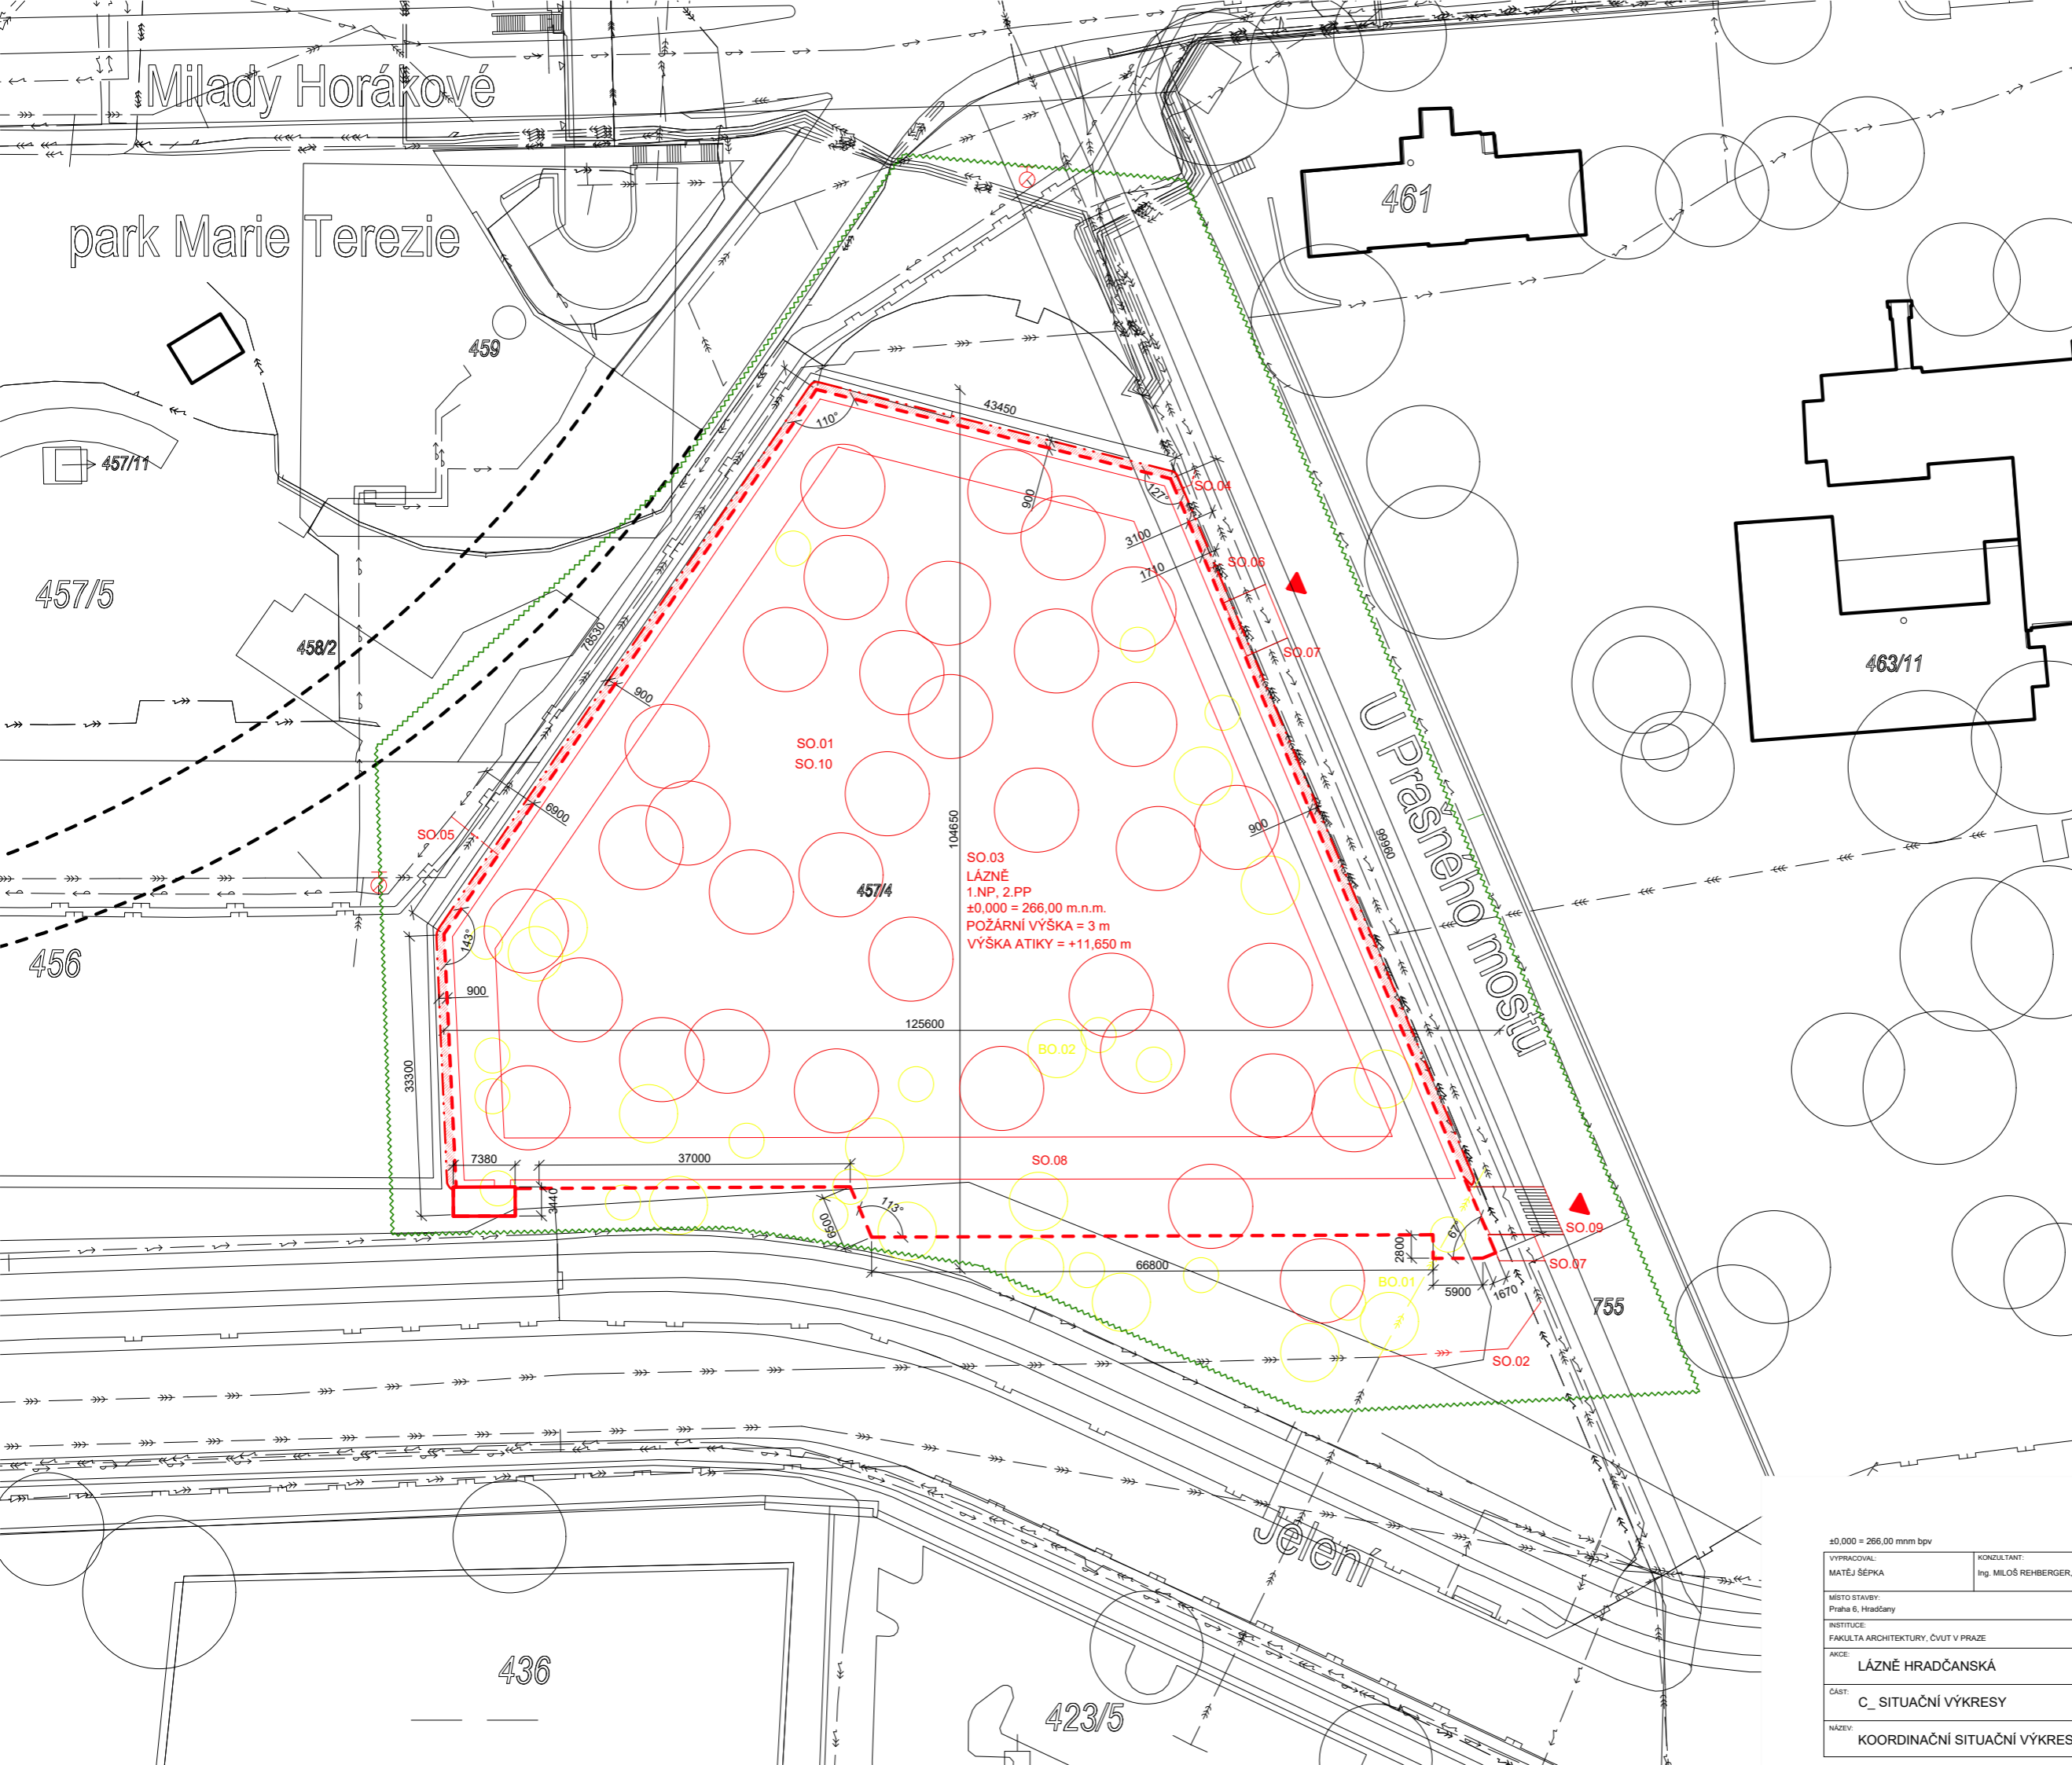 Milady Horákové
park Marie Terezie
461
459
457/11
43450
110°
900
127°
SO.04
3100
1710
SO.06
457/5
458/2
78530
SO.07
463/11
900
U Prašného mostu
SO.01
SO.10
6900
SO.05
104650
900
99960
SO.03
LÁZNĚ
1.NP, 2.PP
±0,000 = 266,00 m.n.m.
POŽÁRNÍ VÝŠKA = 3 m
VÝŠKA ATIKY = +11,650 m
457/4
143°
456
900
125600
BO.02
33300
7380
37000
SO.08
3440
6500
113°
67°
SO.09
2800
66800
SO.07
BO.01
5900
1670
755
SO.02
Jelení
436
423/5
±0,000 = 266,00 mnm bpv
VYPRACOVAL:
MATĚJ ŠÉPKA
KONZULTANT:
Ing. MILOŠ REHBERGER,
MÍSTO STAVBY:
Praha 6, Hradčany
INSTITUCE:
FAKULTA ARCHITEKTURY, ČVUT V PRAZE
AKCE:
LÁZNĚ HRADČANSKÁ
ČÁST:
C_ SITUAČNÍ VÝKRESY
NÁZEV:
KOORDINAČNÍ SITUAČNÍ VÝKRES